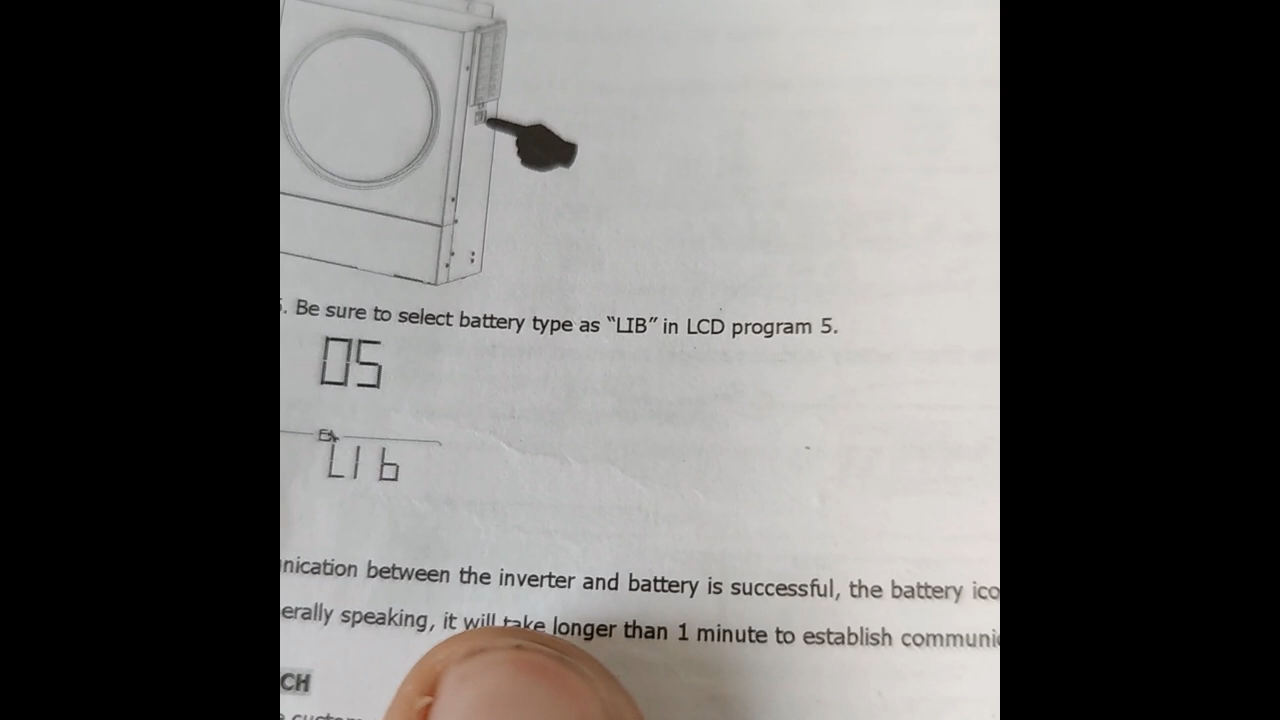 . Be sure to select battery type as “LIB” in LCD program 5.
05
LIb
nication between the inverter and battery is successful, the battery ico
erally speaking, it will take longer than 1 minute to establish communi
CH